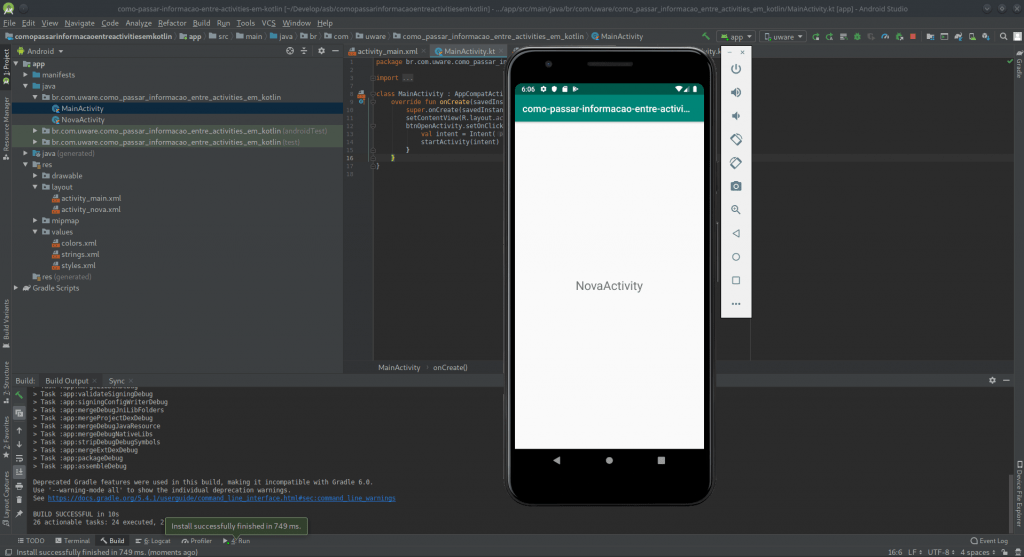 como-passar-informacao-entre-activities-em-kotlin [~/Develop/asb/comopassarinformacaoentreactivitiesemkotlin] - .../app/src/main/java/br/com/uware/como_passar_informacao_entre_activities_em_kotlin/MainActivity.kt [app] - Android Studio
File Edit View Navigate Code Analyze Refactor Build Run Tools VCS Window Help
comopassarinformacaoentreactivitiesemkotlin app src main java br com uware como_passar_informacao_entre_activities_em_kotlin MainActivity
app uware
Android
activity_main.xml MainActivity.kt
1: Project
Resource Manager
Gradle
app
manifests
java
br.com.uware.como_passar_informacao_entre_activities_em_kotlin
MainActivity
NovaActivity
br.com.uware.como_passar_informacao_entre_activities_em_kotlin (androidTest)
br.com.uware.como_passar_informacao_entre_activities_em_kotlin (test)
java (generated)
res
drawable
layout
activity_main.xml
activity_nova.xml
mipmap
values
colors.xml
strings.xml
styles.xml
res (generated)
Gradle Scripts
1 package br.com.uware.como_passar_in
2
3 import ...
class MainActivity : AppCompatActi
override fun onCreate(savedInst
super.onCreate(savedInstan
setContentView(R.layout.ac
btnOpenActivity.setOnClick
val intent = Intent(
startActivity(intent)
}
16 }
17 }
18
MainActivity onCreate()
6:06
como-passar-informacao-entre-activi...
NovaActivity
Build Variants
7: Structure
2: Favorites
Layout Captures
Device File Explorer
Build: Build Output Sync
> Task :app:validateSigningDebug
> Task :app:signingConfigWriterDebug
> Task :app:mergeDebugJniLibFolders
> Task :app:mergeProjectDexDebug
> Task :app:mergeDebugJavaResource
> Task :app:mergeDebugNativeLibs
> Task :app:stripDebugDebugSymbols
> Task :app:mergeExtDexDebug
> Task :app:packageDebug
> Task :app:assembleDebug
Deprecated Gradle features were used in this build, making it incompatible with Gradle 6.0.
Use '--warning-mode all' to show the individual deprecation warnings.
See https://docs.gradle.org/5.4.1/userguide/command_line_interface.html#sec:command_line_warnings
BUILD SUCCESSFUL in 10s
26 actionable tasks: 24 executed, 2
Install successfully finished in 749 ms.
TODO Terminal Build 6: Logcat Profiler Run Event Log
Install successfully finished in 749 ms. (moments ago) 16:6 LF UTF-8 4 spaces